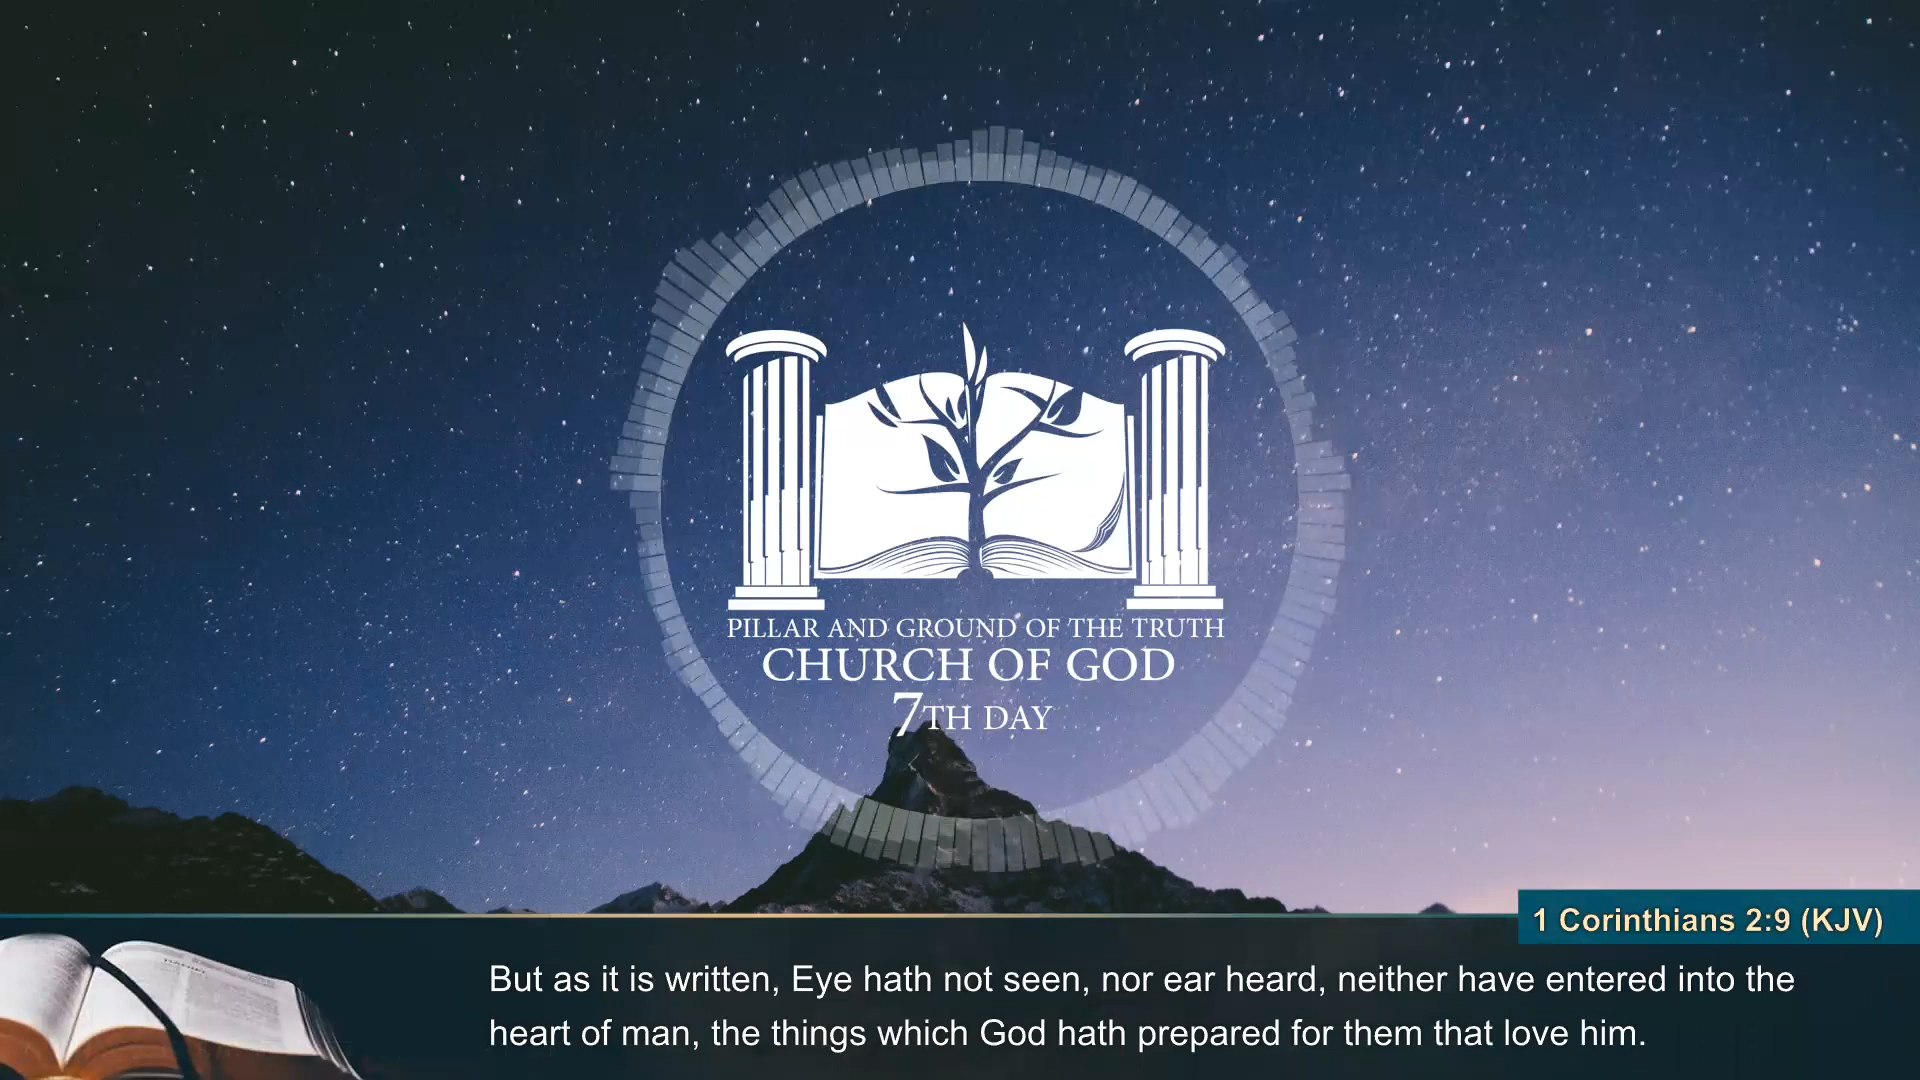 PILLAR AND GROUND OF THE TRUTH
CHURCH OF GOD
7TH DAY
1 Corinthians 2:9 (KJV)
But as it is written, Eye hath not seen, nor ear heard, neither have entered into the
heart of man, the things which God hath prepared for them that love him.